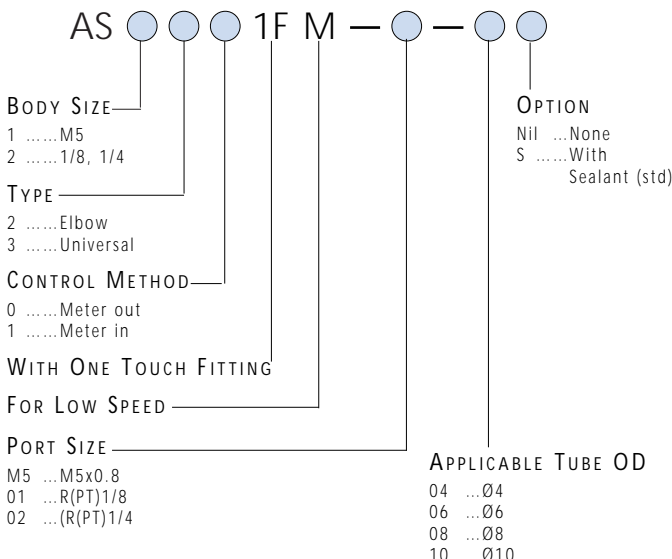 AS 1F M – –
BODY SIZE
1 ......M5
2 ......1/8, 1/4
TYPE
2 ......Elbow
3 ......Universal
CONTROL METHOD
0 ......Meter out
1 ......Meter in
WITH ONE TOUCH FITTING
FOR LOW SPEED
PORT SIZE
M5 ...M5x0.8
01 ...R(PT)1/8
02 ...(R(PT)1/4
OPTION
Nil ...None
S ......With
Sealant (std)
APPLICABLE TUBE OD
04 ...Ø4
06 ...Ø6
08 ...Ø8
10 ...Ø10